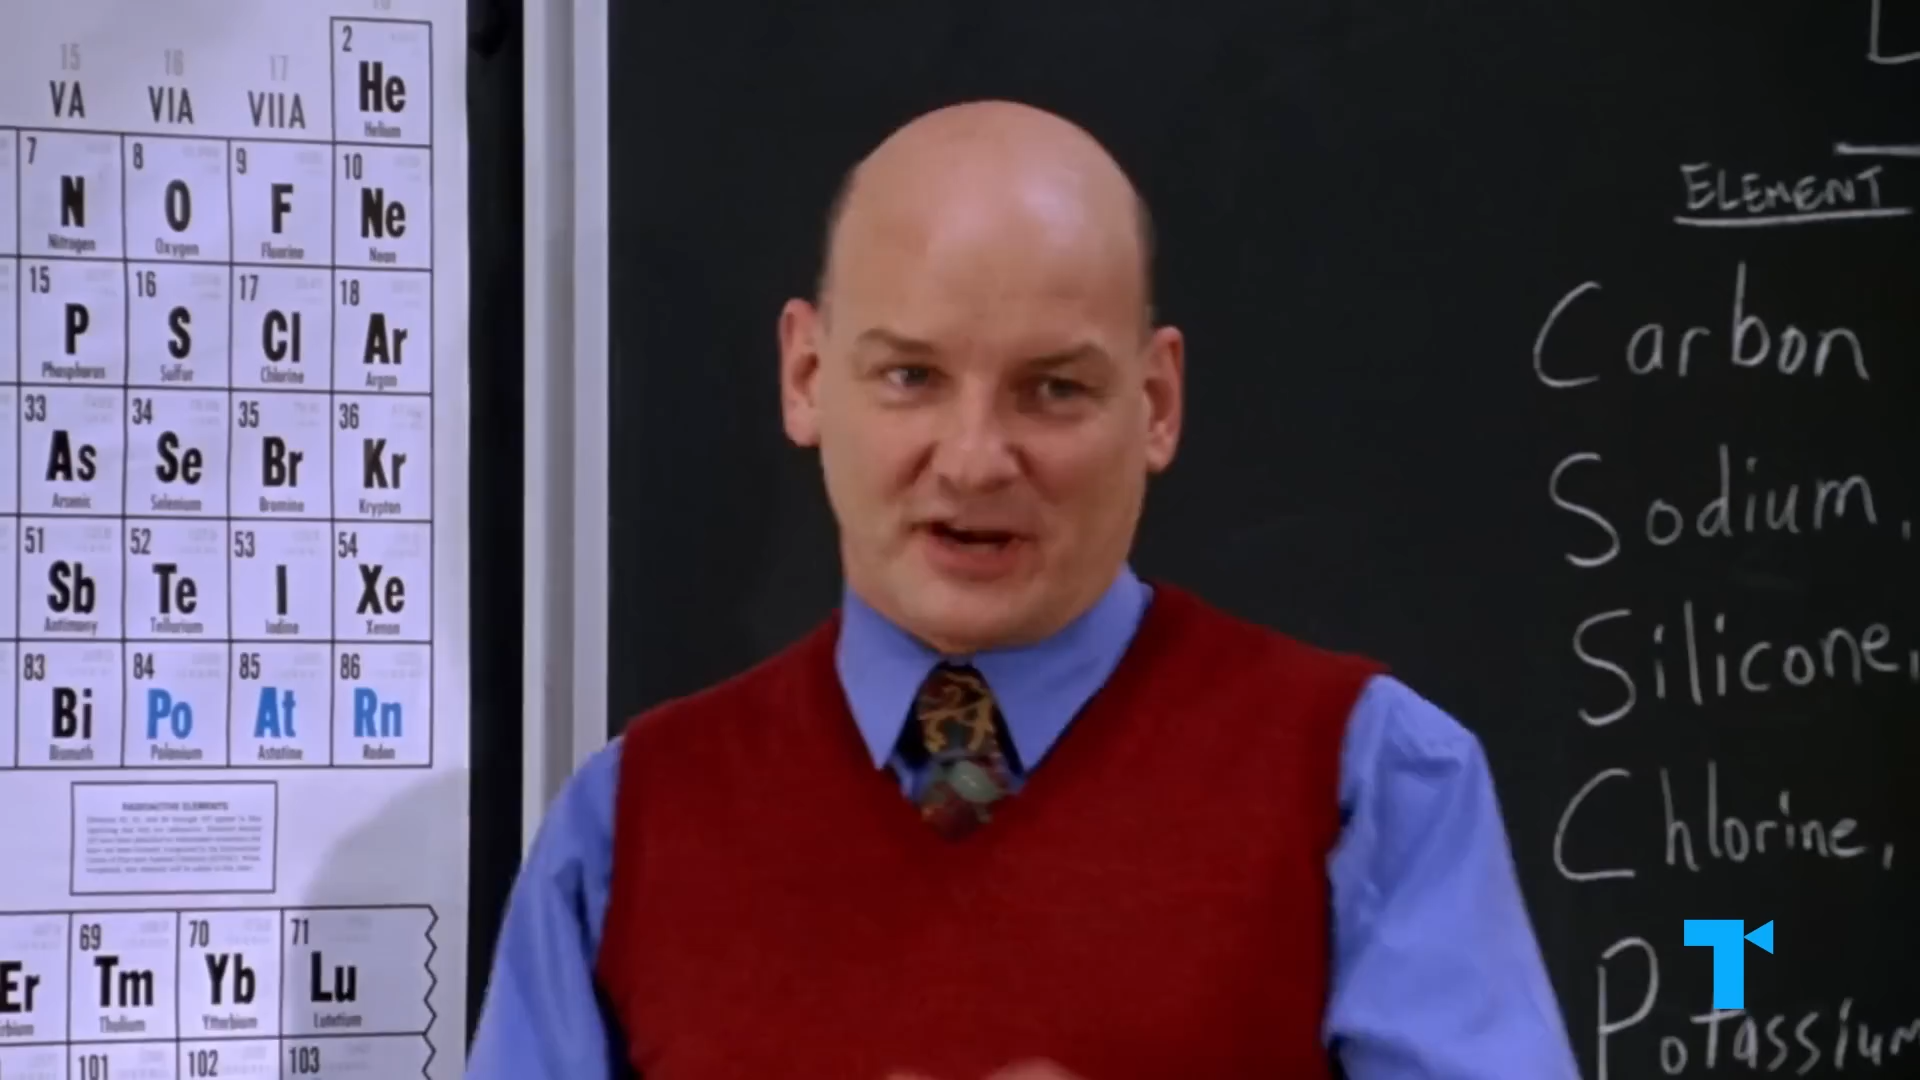 15 16 17
VA VIA VIIA
2
He
Helium
7 8 9 10
N O F Ne
Nitrogen Oxygen Fluorine Neon
15 16 17 18
P S Cl Ar
Phosphorus Sulfur Chlorine Argon
33 34 35 36
As Se Br Kr
Arsenic Selenium Bromine Krypton
51 52 53 54
Sb Te I Xe
Antimony Tellurium Iodine Xenon
83 84 85 86
Bi Po At Rn
Bismuth Polonium Astatine Radon
RADIOACTIVE ELEMENTS
69 70 71
Er Tm Yb Lu
Thulium Ytterbium Lutetium
101 102 103
ELEMENT
Carbon
Sodium,
Silicone,
Chlorine,
Potassium